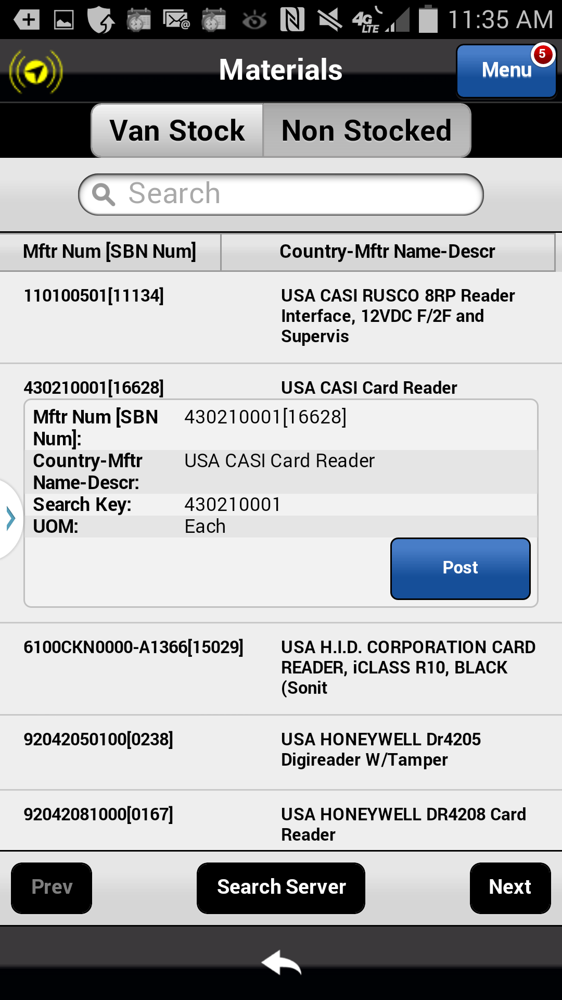 4G LTE 11:35 AM
Materials
Menu
5
Van Stock Non Stocked
Search
Mftr Num [SBN Num] Country-Mftr Name-Descr
110100501[11134] USA CASI RUSCO 8RP Reader
Interface, 12VDC F/2F and
Supervis
430210001[16628] USA CASI Card Reader
Mftr Num [SBN 430210001[16628]
Num]:
Country-Mftr USA CASI Card Reader
Name-Descr:
Search Key: 430210001
UOM: Each
Post
6100CKN0000-A1366[15029] USA H.I.D. CORPORATION CARD
READER, iCLASS R10, BLACK
(Sonit
92042050100[0238] USA HONEYWELL Dr4205
Digireader W/Tamper
92042081000[0167] USA HONEYWELL DR4208 Card
Reader
Prev Search Server Next